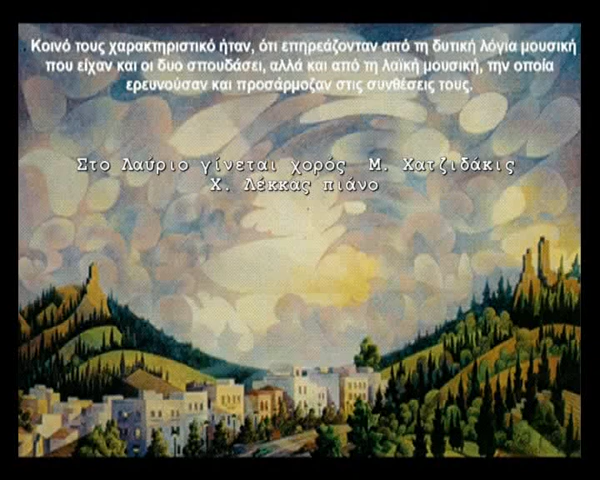 Κοινό τους χαρακτηριστικό ήταν, ότι επηρεάζονταν από τη δυτική λόγια μουσική
που είχαν και οι δυο σπουδάσει, αλλά και από τη λαϊκή μουσική, την οποία
ερευνούσαν και προσάρμοζαν στις συνθέσεις τους.
Στο Λαύριο γίνεται χορός Μ. Χατζιδάκις
Χ. Λέκκας πιάνο